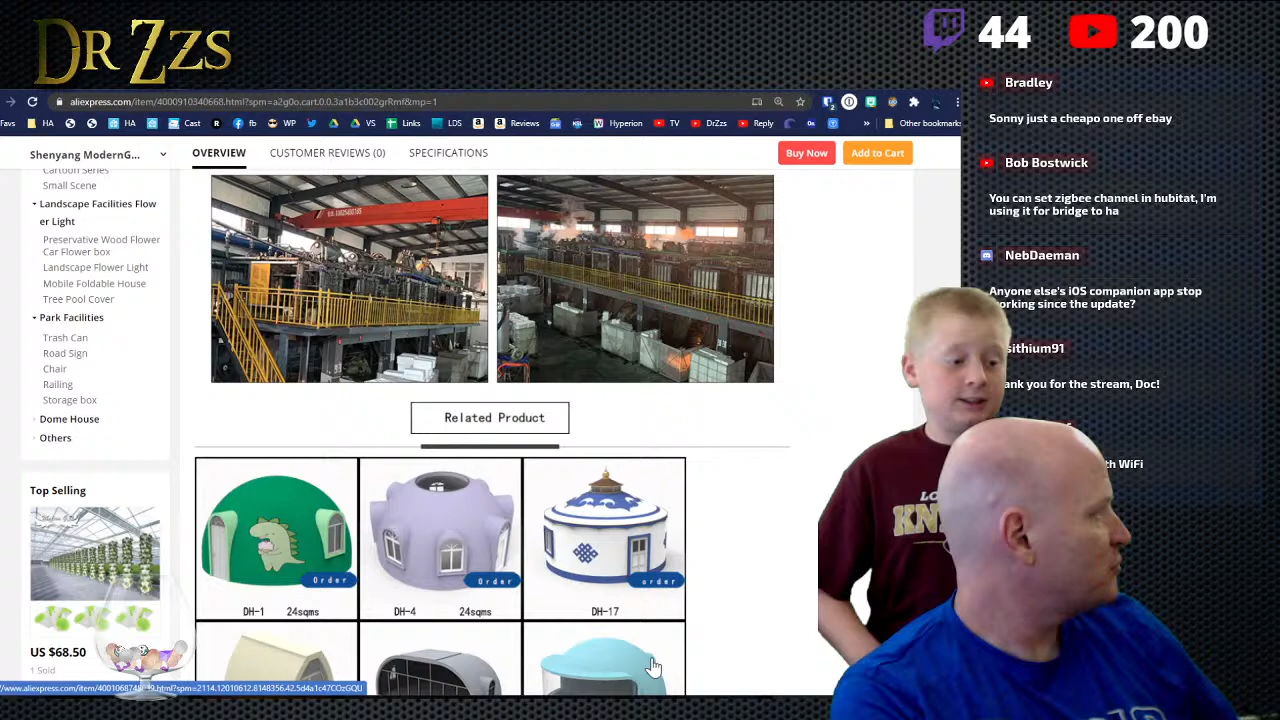 DR ZZS
44
200
aliexpress.com/item/4000910340668.html?spm=a2g0o.cart.0.0.3a1b3c002grRmf&mp=1
Favs HA HA Cast fb WP VS Links LDS Reviews Hyperion TV DrZzs Reply » Other bookmarks
Shenyang ModernG...
OVERVIEW CUSTOMER REVIEWS (0) SPECIFICATIONS
Buy Now Add to Cart
Cartoon Series
Small Scene
Landscape Facilities Flow
er Light
Preservative Wood Flower
Car Flower box
Landscape Flower Light
Mobile Foldable House
Tree Pool Cover
Park Facilities
Trash Can
Road Sign
Chair
Railing
Storage box
Dome House
Others
Top Selling
US $68.50
1 Sold
Related Product
Order
Order
order
DH-1 24sqms
DH-4 24sqms
DH-17
Bradley
Sonny just a cheapo one off ebay
Bob Bostwick
You can set zigbee channel in hubitat, I'm
using it for bridge to ha
NebDaeman
Anyone else's iOS companion app stop
working since the update?
sithium91
ank you for the stream, Doc!
th WiFi
LO
KN